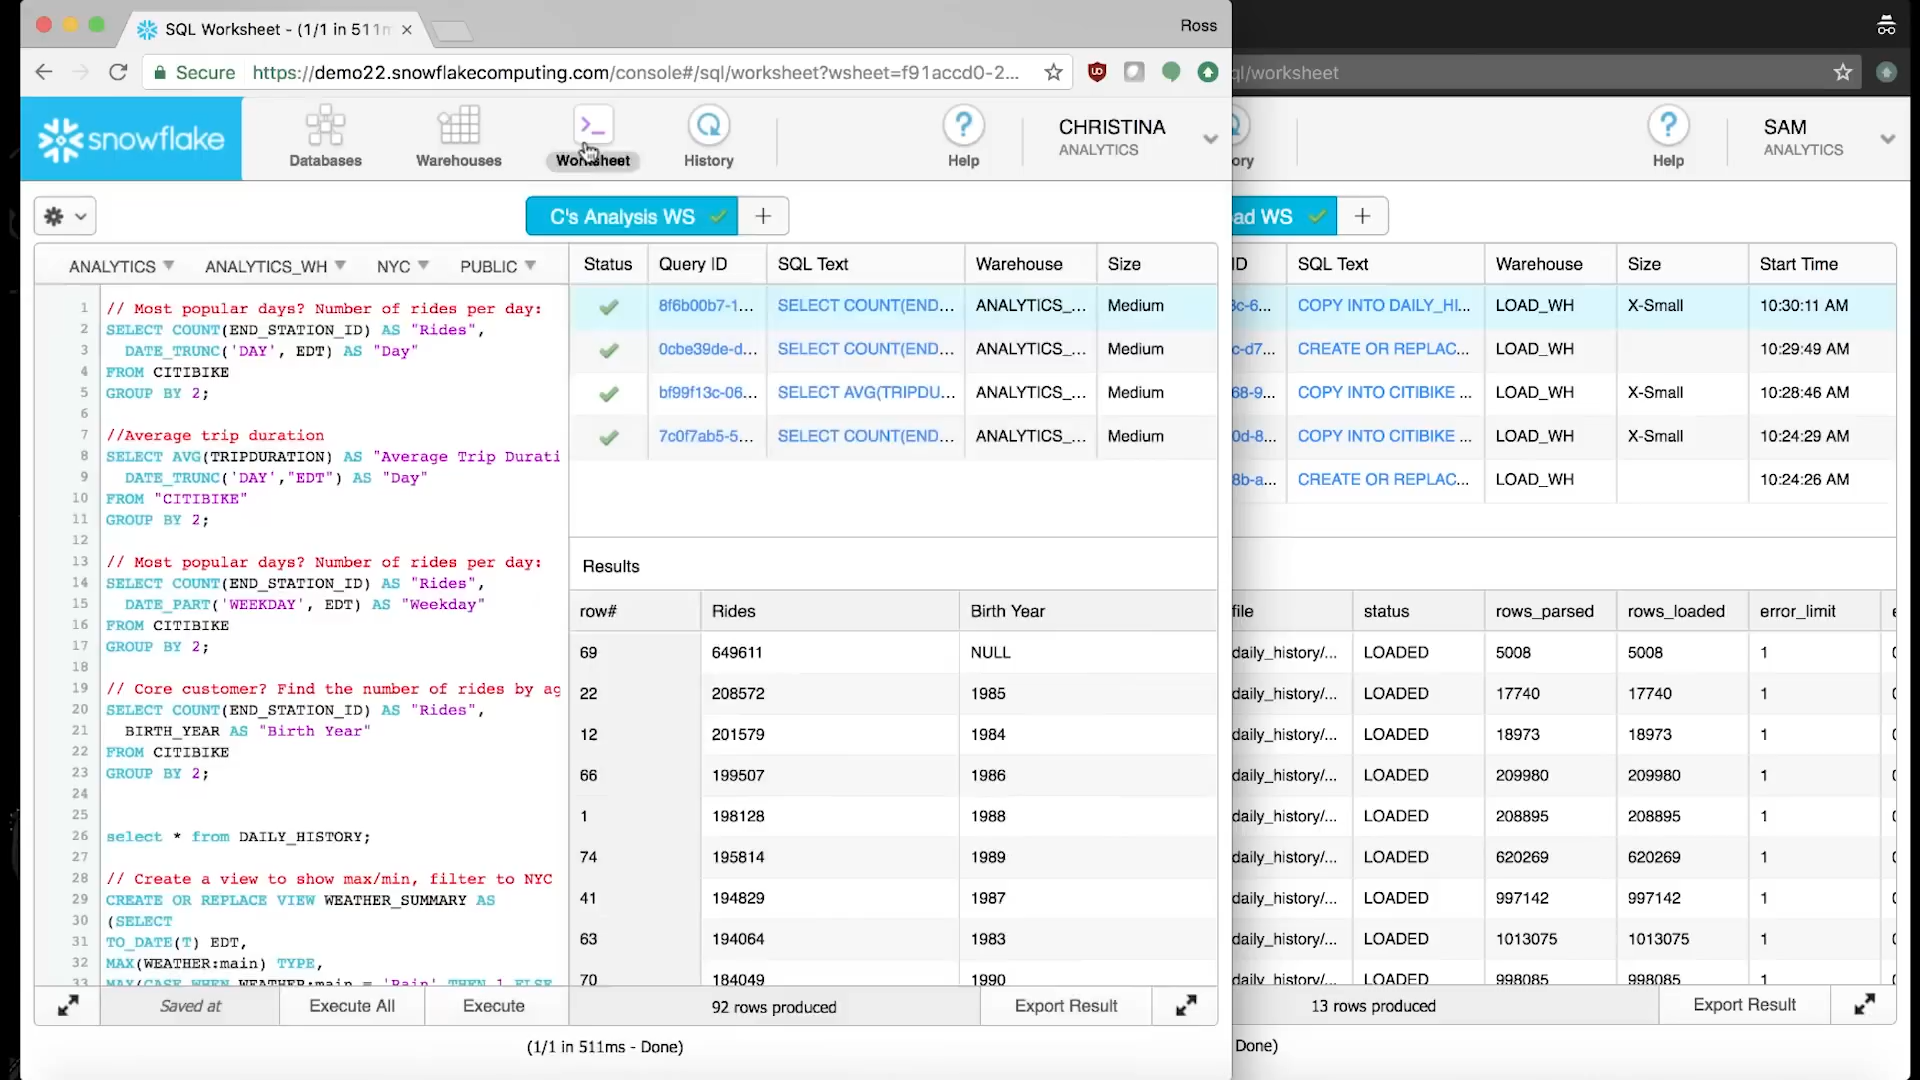 SQL Worksheet - (1/1 in 511m
Ross
Secure https://demo22.snowflakecomputing.com/console#/sql/worksheet?wsheet=f91accd0-2...
ql/worksheet
snowflake
Databases
Warehouses
Worksheet
History
Help
CHRISTINA
ANALYTICS
ory
Help
SAM
ANALYTICS
C's Analysis WS
+
ad WS
+
ANALYTICS ANALYTICS_WH NYC PUBLIC
Status Query ID SQL Text Warehouse Size
8f6b00b7-1... SELECT COUNT(END... ANALYTICS_... Medium
0cbe39de-d... SELECT COUNT(END... ANALYTICS_... Medium
bf99f13c-06... SELECT AVG(TRIPDU... ANALYTICS_... Medium
7c0f7ab5-5... SELECT COUNT(END... ANALYTICS_... Medium
ID SQL Text Warehouse Size Start Time
3c-6... COPY INTO DAILY_HI... LOAD_WH X-Small 10:30:11 AM
c-d7... CREATE OR REPLAC... LOAD_WH 10:29:49 AM
68-9... COPY INTO CITIBIKE ... LOAD_WH X-Small 10:28:46 AM
0d-8... COPY INTO CITIBIKE ... LOAD_WH X-Small 10:24:29 AM
8b-a... CREATE OR REPLAC... LOAD_WH 10:24:26 AM
1 // Most popular days? Number of rides per day:
2 SELECT COUNT(END_STATION_ID) AS "Rides",
3 DATE_TRUNC('DAY', EDT) AS "Day"
4 FROM CITIBIKE
5 GROUP BY 2;
6
7 //Average trip duration
8 SELECT AVG(TRIPDURATION) AS "Average Trip Durati
9 DATE_TRUNC('DAY',"EDT") AS "Day"
10 FROM "CITIBIKE"
11 GROUP BY 2;
12
13 // Most popular days? Number of rides per day:
14 SELECT COUNT(END_STATION_ID) AS "Rides",
15 DATE_PART('WEEKDAY', EDT) AS "Weekday"
16 FROM CITIBIKE
17 GROUP BY 2;
18
19 // Core customer? Find the number of rides by ag
20 SELECT COUNT(END_STATION_ID) AS "Rides",
21 BIRTH_YEAR AS "Birth Year"
22 FROM CITIBIKE
23 GROUP BY 2;
24
25
26 select * from DAILY_HISTORY;
27
28 // Create a view to show max/min, filter to NYC
29 CREATE OR REPLACE VIEW WEATHER_SUMMARY AS
30 (SELECT
31 TO_DATE(T) EDT,
32 MAX(WEATHER:main) TYPE,
33 MAX(CASE WHEN WEATHER:main = 'Rain' THEN 1 ELSE
Results
row# Rides Birth Year
69 649611 NULL
22 208572 1985
12 201579 1984
66 199507 1986
1 198128 1988
74 195814 1989
41 194829 1987
63 194064 1983
70 184049 1990
file status rows_parsed rows_loaded error_limit e
daily_history/... LOADED 5008 5008 1
daily_history/... LOADED 17740 17740 1
daily_history/... LOADED 18973 18973 1
daily_history/... LOADED 209980 209980 1
daily_history/... LOADED 208895 208895 1
daily_history/... LOADED 620269 620269 1
daily_history/... LOADED 997142 997142 1
daily_history/... LOADED 1013075 1013075 1
daily_history/... LOADED 998085 998085 1
Saved at
Execute All
Execute
92 rows produced
Export Result
13 rows produced
Export Result
(1/1 in 511ms - Done)
Done)